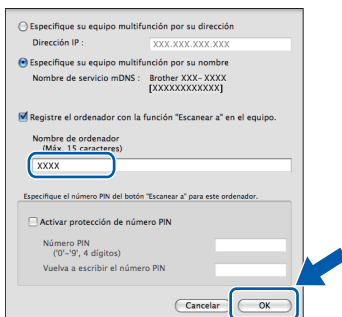 Especifique su equipo multifunción por su dirección
Dirección IP :
XXX.XXX.XXX.XXX
Especifique su equipo multifunción por su nombre
Nombre de servicio mDNS : Brother XXX- XXXX
[XXXXXXXXXXXX]
Registre el ordenador con la función "Escanear a" en el equipo.
Nombre de ordenador
(Máx. 15 caracteres)
XXXX
Especifique el número PIN del botón "Escanear a" para este ordenador.
Activar protección de número PIN
Número PIN
('0'-'9', 4 dígitos)
Vuelva a escribir el número PIN
Cancelar OK